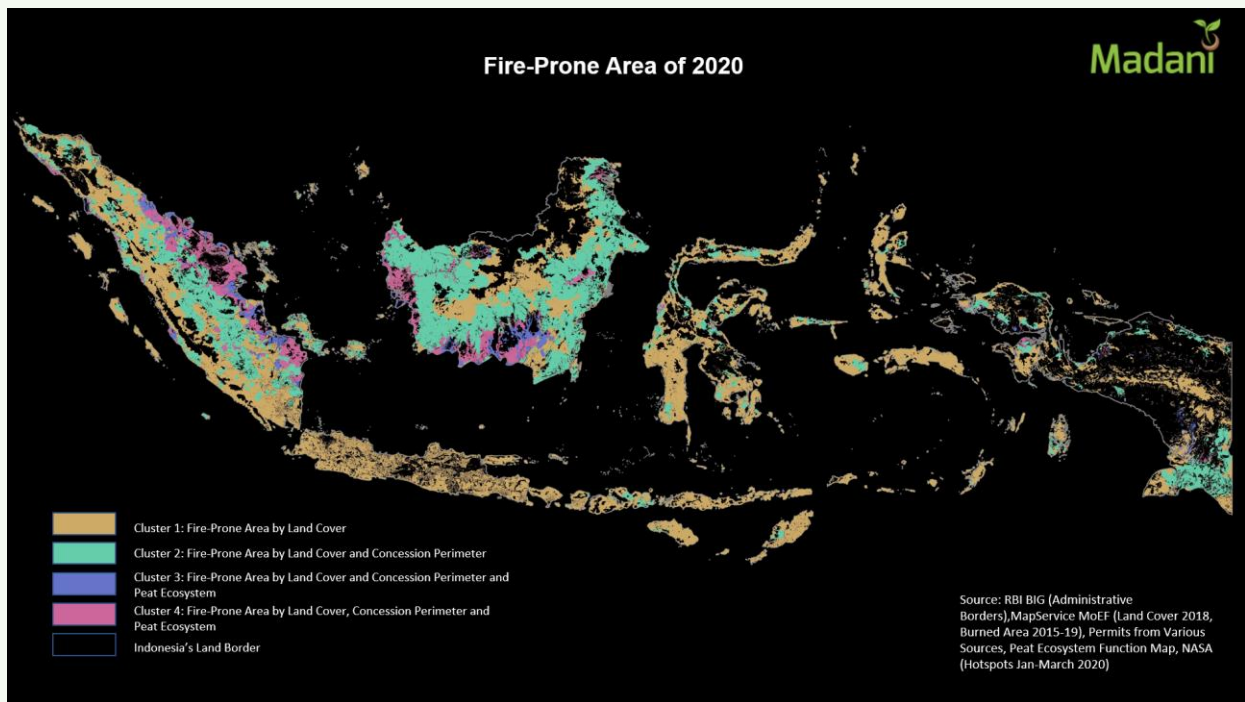 Fire-Prone Area of 2020
Madani
Cluster 1: Fire-Prone Area by Land Cover
Cluster 2: Fire-Prone Area by Land Cover and Concession Perimeter
Cluster 3: Fire-Prone Area by Land Cover and Concession Perimeter and
Peat Ecosystem
Cluster 4: Fire-Prone Area by Land Cover, Concession Perimeter and
Peat Ecosystem
Indonesia's Land Border
Source: RBI BIG (Administrative
Borders),MapService MoEF (Land Cover 2018,
Burned Area 2015-19), Permits from Various
Sources, Peat Ecosystem Function Map, NASA
(Hotspots Jan-March 2020)